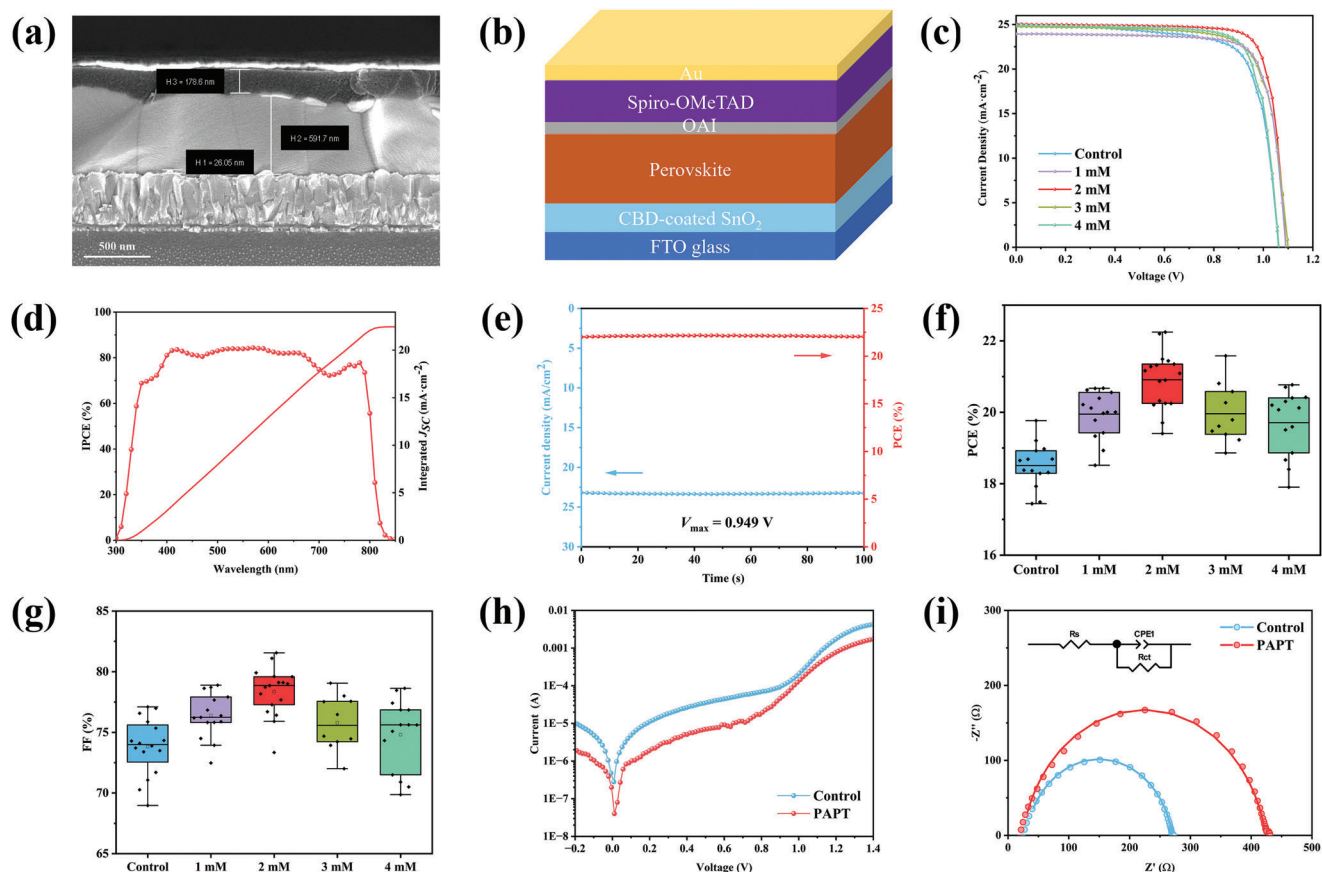 (a)
H 3 = 178.6 nm
H 2 = 591.7 nm
H 1 = 26.05 nm
500 nm
(b)
Au
Spiro-OMeTAD
OAI
Perovskite
CBD-coated SnO2
FTO glass
(c)
Current Density (mA·cm−2)
30
25
20
15
10
5
0
Control
1 mM
2 mM
3 mM
4 mM
0.0 0.2 0.4 0.6 0.8 1.0 1.2
Voltage (V)
(d)
IPCE (%)
100
80
60
40
20
0
300 400 500 600 700 800
Wavelength (nm)
20
15
10
5
0
Integrated JSC (mA·cm−2)
(e)
Current density (mA/cm2)
0
5
10
15
20
25
30
Vmax = 0.949 V
0 20 40 60 80 100
Time (s)
25
20
15
10
5
0
PCE (%)
(f)
PCE (%)
22
20
18
16
Control 1 mM 2 mM 3 mM 4 mM
(g)
FF (%)
85
80
75
70
65
Control 1 mM 2 mM 3 mM 4 mM
(h)
Current (A)
0.01
0.001
1E−4
1E−5
1E−6
1E−7
1E−8
Control
PAPT
−0.2 0.0 0.2 0.4 0.6 0.8 1.0 1.2 1.4
Voltage (V)
(i)
-Z'' (Ω)
300
200
100
0
Rs
CPE1
Rct
Control
PAPT
0 100 200 300 400 500
Z' (Ω)